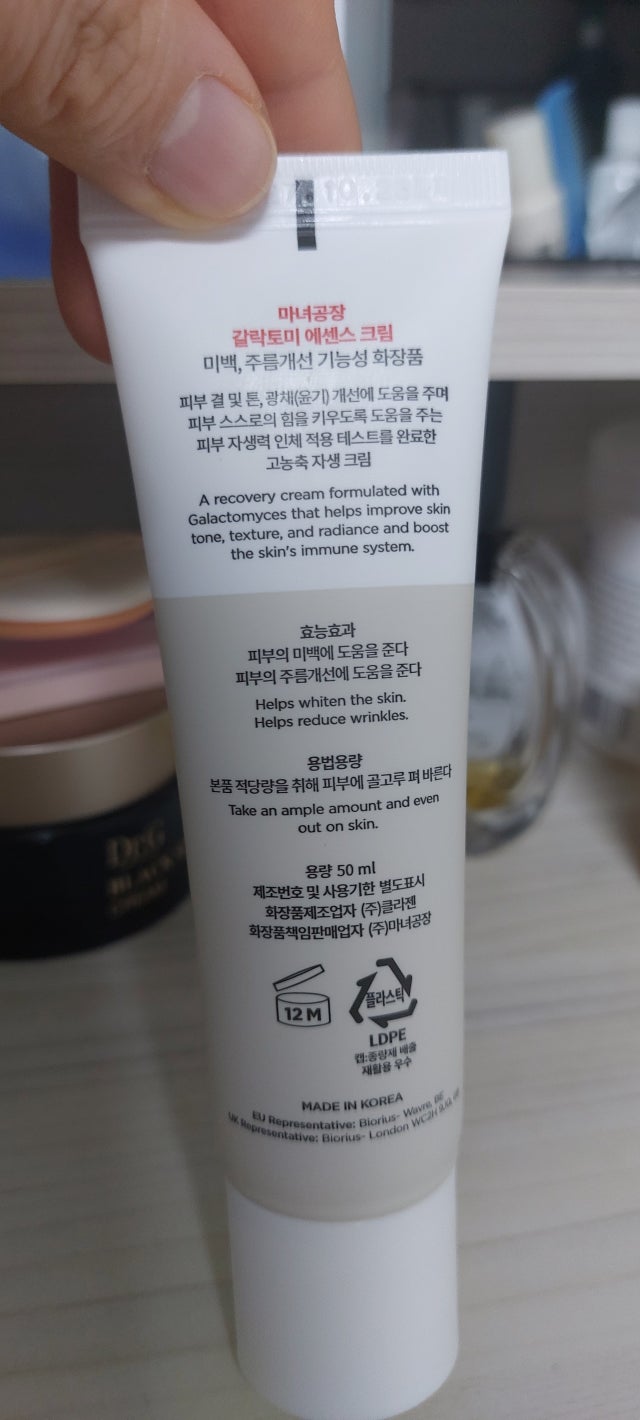 마녀공장
갈락토미 에센스 크림
미백, 주름개선 기능성 화장품
피부 결 및 톤, 광채(윤기) 개선에 도움을 주며
피부 스스로의 힘을 키우도록 도움을 주는
피부 자생력 인체 적용 테스트를 완료한
고농축 자생 크림
A recovery cream formulated with
Galactomyces that helps improve skin
tone, texture, and radiance and boost
the skin's immune system.
효능효과
피부의 미백에 도움을 준다
피부의 주름개선에 도움을 준다
Helps whiten the skin.
Helps reduce wrinkles.
용법용량
본품 적당량을 취해 피부에 골고루 펴 바른다
Take an ample amount and even
out on skin.
용량 50 ml
제조번호 및 사용기한 별도표시
화장품제조업자 (주)클라젠
화장품책임판매업자 (주)마녀공장
12 M
플라스틱
LDPE
캡:종량제 배출
재활용 우수
MADE IN KOREA
EU Representative: Biorius- Wavre, BE
UK Representative: Biorius- London WC2H
Dr.G
BLACK